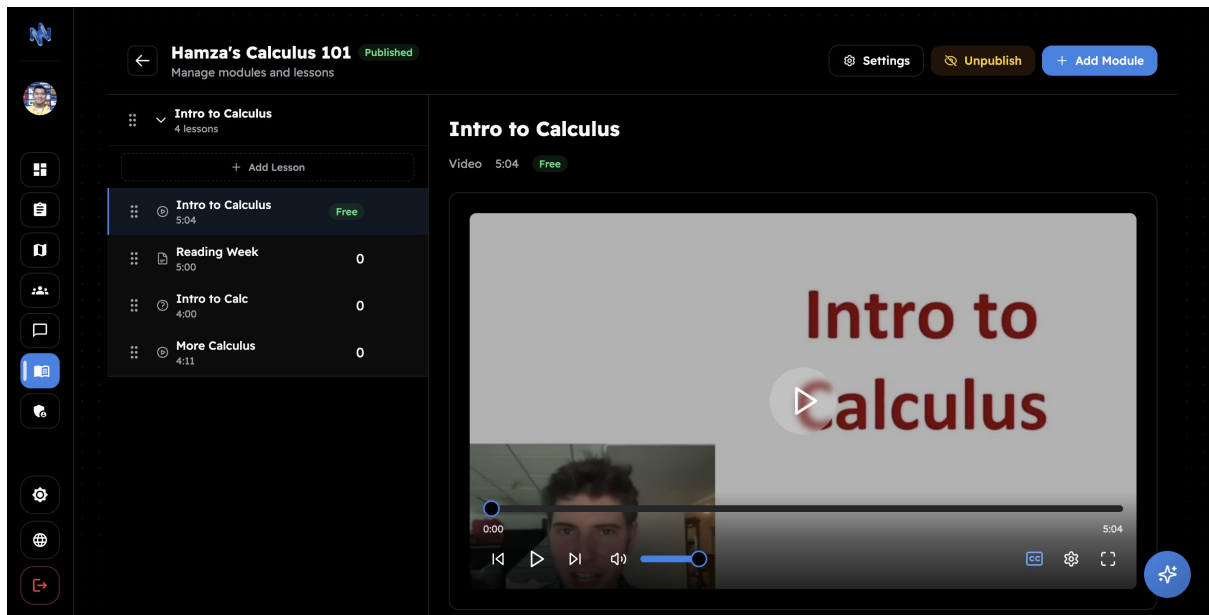 Hamza's Calculus 101 Published
Manage modules and lessons
Settings
Unpublish
+ Add Module
Intro to Calculus
4 lessons
+ Add Lesson
Intro to Calculus
5:04
Free
Reading Week
5:00
0
Intro to Calc
4:00
0
More Calculus
4:11
0
Intro to Calculus
Video 5:04 Free
Intro to
Calculus
0:00
5:04
CC